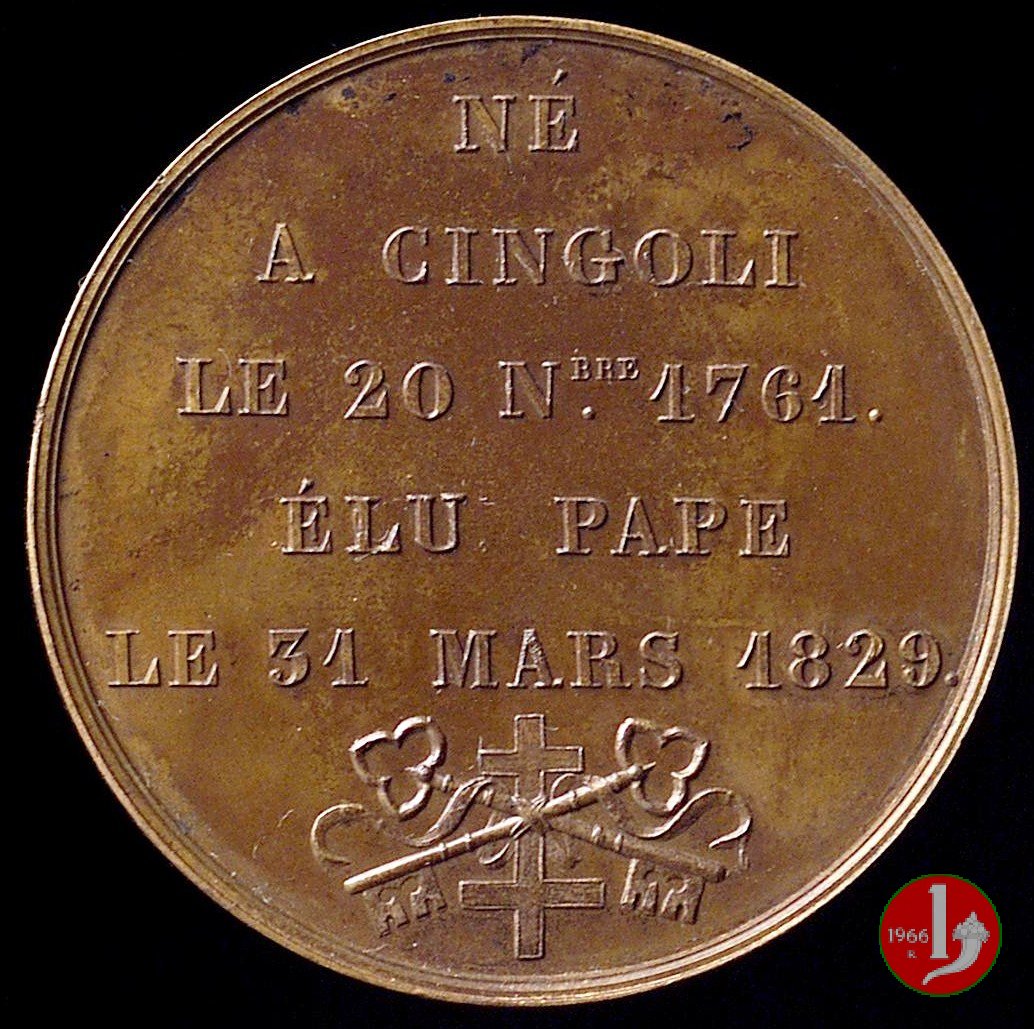 NÉ
A CINGOLI
LE 20 N.BRE 1761.
ÉLU PAPE
LE 31 MARS 1829.
1966
R